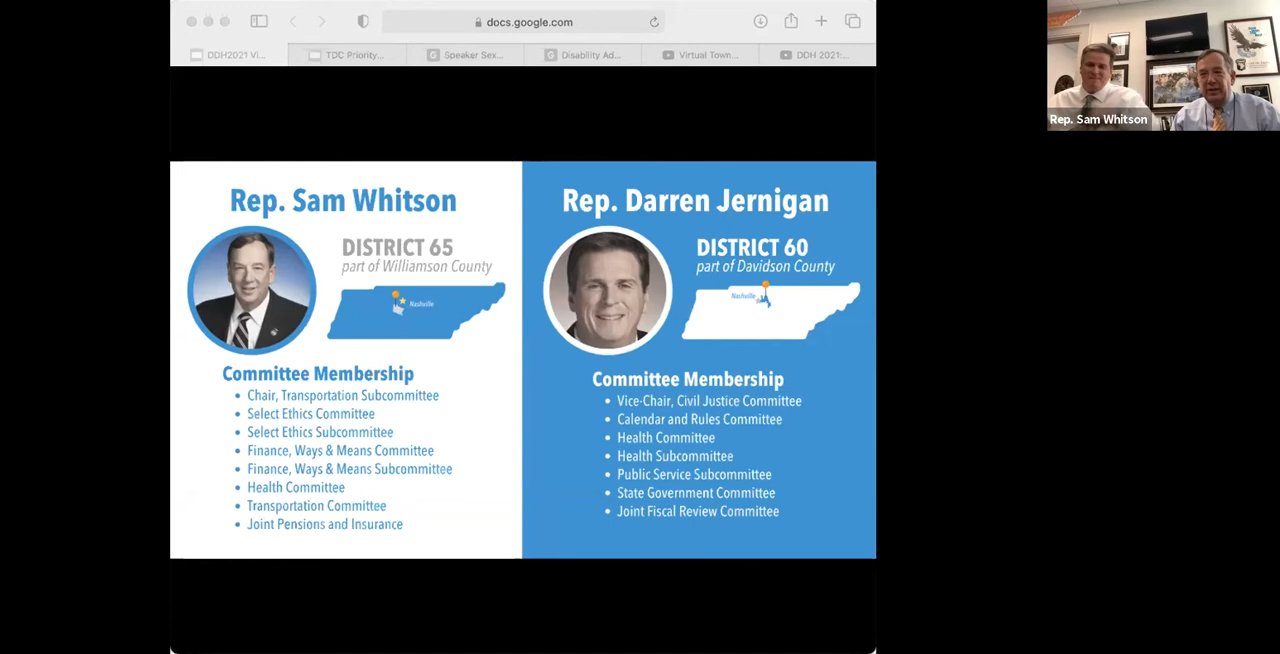 docs.google.com
DDH2021 Vi...
TDC Priority...
Speaker Sex...
Disability Ad...
Virtual Town...
DDH 2021:...
Rep. Sam Whitson
Rep. Sam Whitson
DISTRICT 65
part of Williamson County
Nashville
Committee Membership
• Chair, Transportation Subcommittee
• Select Ethics Committee
• Select Ethics Subcommittee
• Finance, Ways & Means Committee
• Finance, Ways & Means Subcommittee
• Health Committee
• Transportation Committee
• Joint Pensions and Insurance
Rep. Darren Jernigan
DISTRICT 60
part of Davidson County
Nashville
Committee Membership
• Vice-Chair, Civil Justice Committee
• Calendar and Rules Committee
• Health Committee
• Health Subcommittee
• Public Service Subcommittee
• State Government Committee
• Joint Fiscal Review Committee